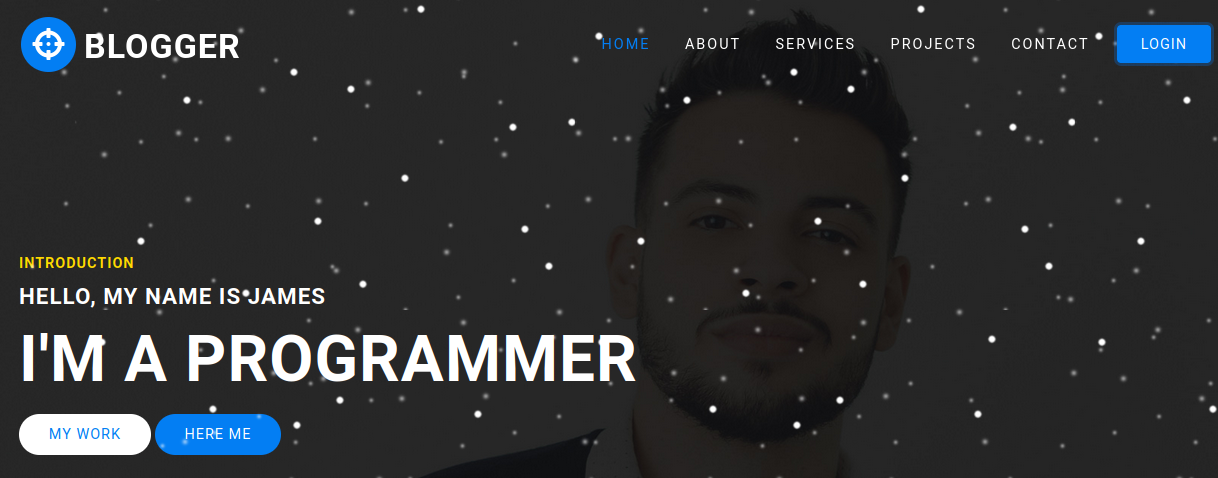 BLOGGER
HOME ABOUT SERVICES PROJECTS CONTACT LOGIN
INTRODUCTION
HELLO, MY NAME IS JAMES
I'M A PROGRAMMER
MY WORK HERE ME